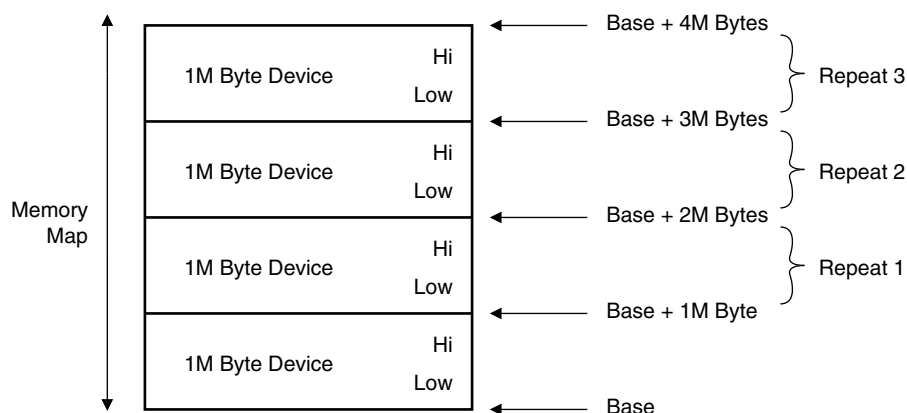 Base + 4M Bytes
Hi
1M Byte Device
Repeat 3
Low
Base + 3M Bytes
Hi
1M Byte Device
Repeat 2
Low
Memory
Map
Base + 2M Bytes
Hi
1M Byte Device
Repeat 1
Low
Base + 1M Byte
Hi
1M Byte Device
Low
Base